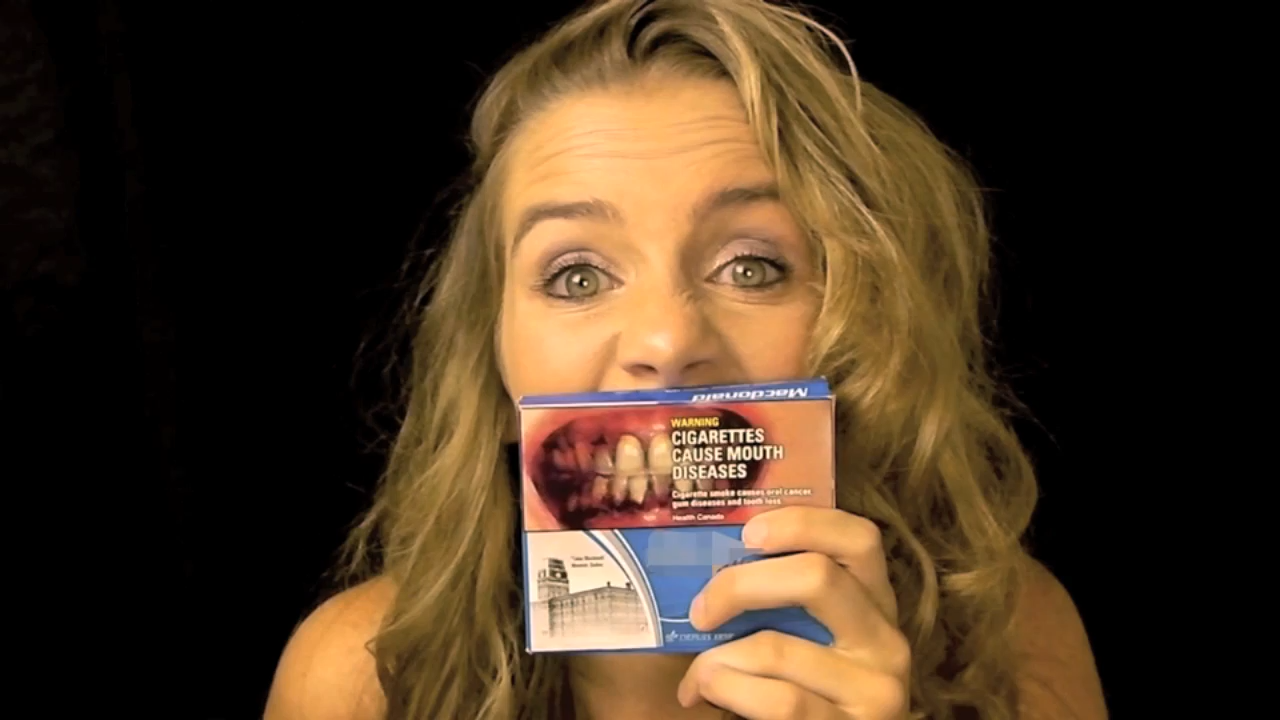 Macdonald
WARNING
CIGARETTES
CAUSE MOUTH
DISEASES
Cigarette smoke causes oral cancer,
gum diseases and tooth loss
Health Canada